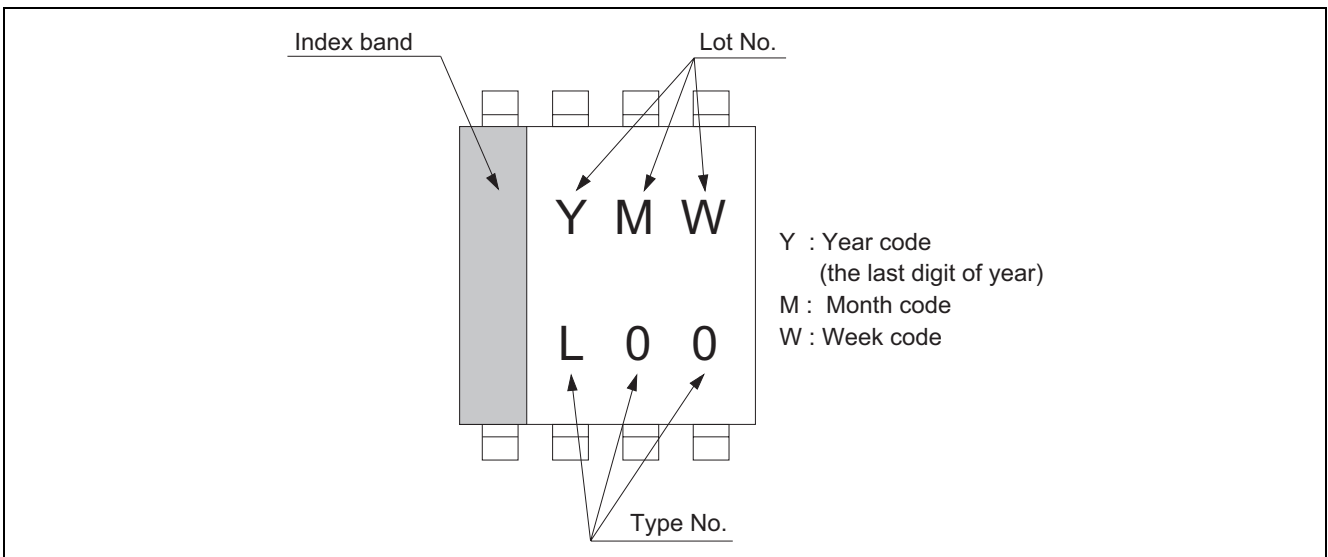 Index band
Lot No.
Y M W
Y : Year code
(the last digit of year)
M : Month code
W : Week code
L 0 0
Type No.